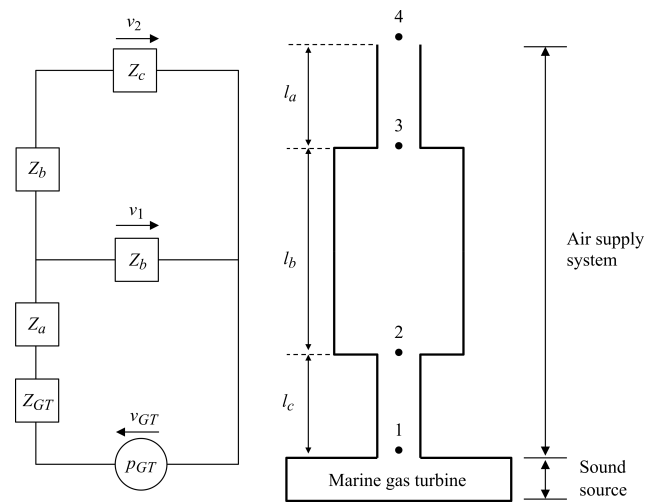 v2
Zc
Zb
v1
Zb
Za
ZGT
vGT
pGT
4
la
3
lb
2
lc
1
Marine gas turbine
Air supply
system
Sound
source